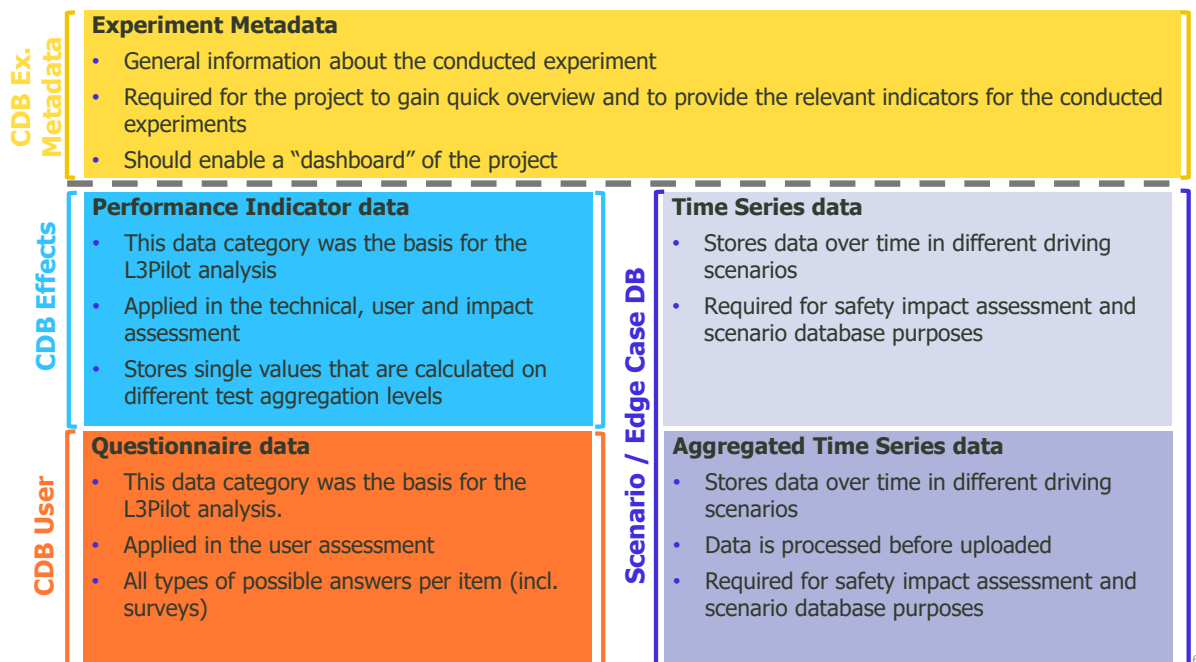 CDB Ex.
Metadata
Experiment Metadata
• General information about the conducted experiment
• Required for the project to gain quick overview and to provide the relevant indicators for the conducted
experiments
• Should enable a “dashboard” of the project
CDB Effects
Performance Indicator data
• This data category was the basis for the
L3Pilot analysis
• Applied in the technical, user and impact
assessment
• Stores single values that are calculated on
different test aggregation levels
CDB User
Questionnaire data
• This data category was the basis for the
L3Pilot analysis.
• Applied in the user assessment
• All types of possible answers per item (incl.
surveys)
Scenario / Edge Case DB
Time Series data
• Stores data over time in different driving
scenarios
• Required for safety impact assessment and
scenario database purposes
Aggregated Time Series data
• Stores data over time in different driving
scenarios
• Data is processed before uploaded
• Required for safety impact assessment and
scenario database purposes